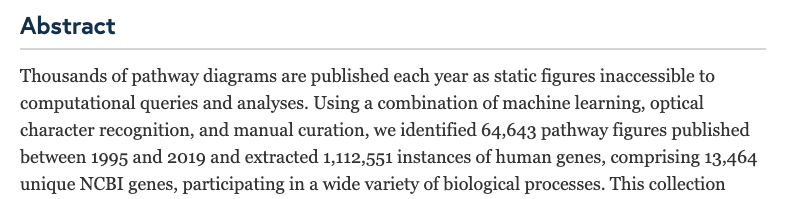 Abstract
Thousands of pathway diagrams are published each year as static figures inaccessible to
computational queries and analyses. Using a combination of machine learning, optical
character recognition, and manual curation, we identified 64,643 pathway figures published
between 1995 and 2019 and extracted 1,112,551 instances of human genes, comprising 13,464
unique NCBI genes, participating in a wide variety of biological processes. This collection